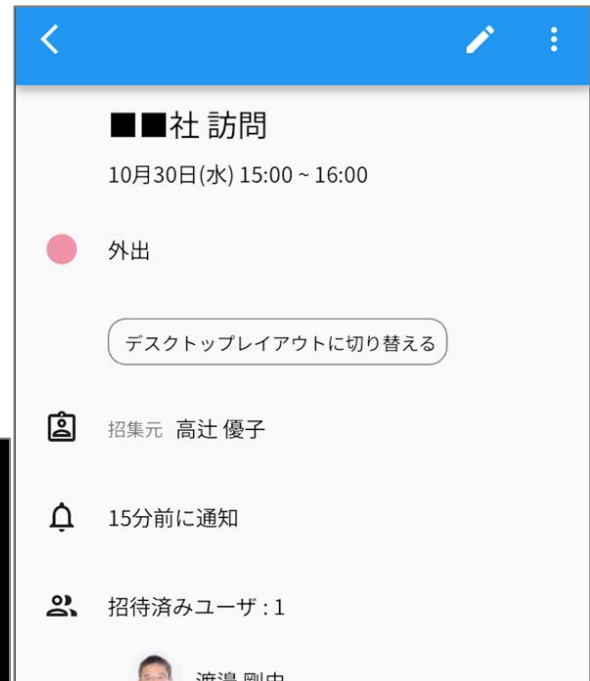 ■■社 訪問
10月30日(水) 15:00 ~ 16:00
外出
デスクトップレイアウトに切り替える
招集元 高辻 優子
15分前に通知
招待済みユーザ : 1